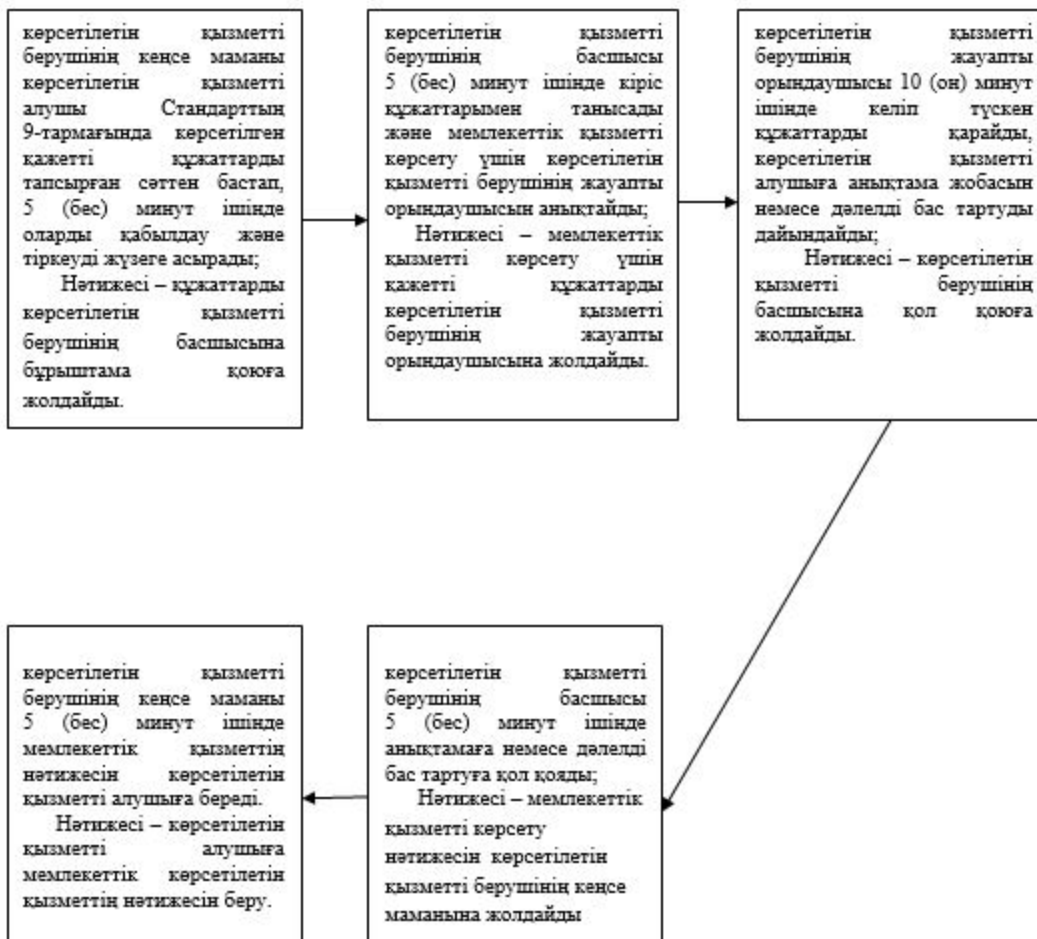 көрсетілетін қызметті
берушінің кеңсе маманы
көрсетілетін қызметті
алушы Стандарттың
9-тармағында көрсетілген
қажетті құжаттарды
тапсырған сәттен бастап,
5 (бес) минут ішінде
оларды қабылдау және
тіркеуді жүзеге асырады;
Нәтижесі – құжаттарды
көрсетілетін қызметті
берушінің басшысына
бұрыштама қоюға
жолдайды.
көрсетілетін қызметті
берушінің басшысы
5 (бес) минут ішінде кіріс
құжаттарымен танысады
және мемлекеттік қызметті
көрсету үшін көрсетілетін
қызметті берушінің жауапты
орындаушысын анықтайды;
Нәтижесі – мемлекеттік
қызметті көрсету үшін
қажетті құжаттарды
көрсетілетін қызметті
берушінің жауапты
орындаушысына жолдайды.
көрсетілетін қызметті
берушінің жауапты
орындаушысы 10 (он) минут
ішінде келіп түскен
құжаттарды қарайды,
көрсетілетін қызметті
алушыға анықтама жобасын
немесе дәлелді бас тартуды
дайындайды;
Нәтижесі – көрсетілетін
қызметті берушінің
басшысына қол қоюға
жолдайды.
көрсетілетін қызметті
берушінің басшысы
5 (бес) минут ішінде
анықтамаға немесе дәлелді
бас тартуға қол қояды;
Нәтижесі – мемлекеттік
қызметті көрсету
нәтижесін көрсетілетін
қызметті берушінің кеңсе
маманына жолдайды
көрсетілетін қызметті
берушінің кеңсе маманы
5 (бес) минут ішінде
мемлекеттік қызметтің
нәтижесін көрсетілетін
қызметті алушыға береді.
Нәтижесі – көрсетілетін
қызметті алушыға
мемлекеттік көрсетілетін
қызметтің нәтижесін беру.